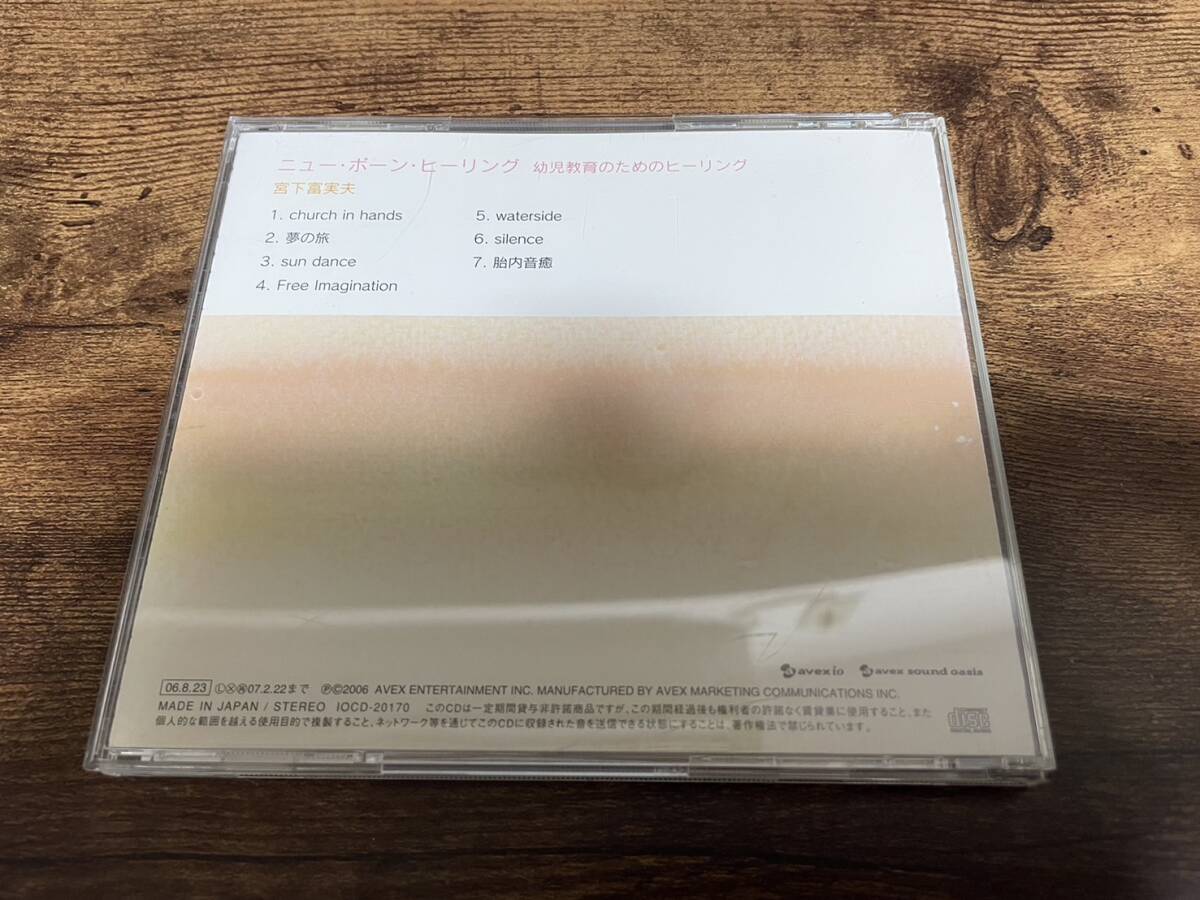 ニュー・ボーン・ヒーリング 幼児教育のためのヒーリング
宮下富実夫
1. church in hands
2. 夢の旅
3. sun dance
4. Free Imagination
5. waterside
6. silence
7. 胎内音癒
avex io avex sound oasis
06.8.23 Ⓛ Ⓧ 07.2.22まで ℗©2006 AVEX ENTERTAINMENT INC. MANUFACTURED BY AVEX MARKETING COMMUNICATIONS INC.
MADE IN JAPAN / STEREO IOCD-20170 このCDは一定期間貸与非許諾商品ですが、この期間経過後も権利者の許諾なく賃貸業に使用すること、また
個人的な範囲を越える使用目的で複製すること、ネットワーク等を通じてこのCDに収録された音を送信できる状態にすることは、著作権法で禁じられています。
disc